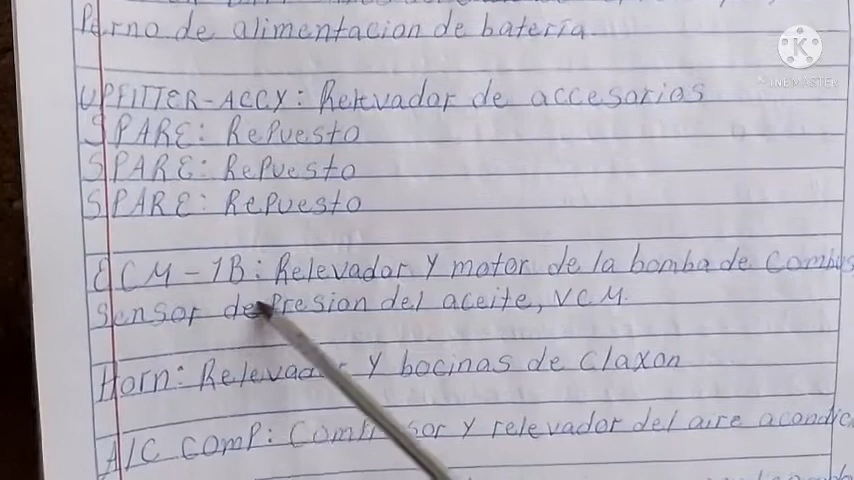 Perno de alimentacion de batería
UPFITTER-ACCY: Relevador de accesorios
SPARE: Repuesto
SPARE: Repuesto
SPARE: Repuesto
ECM-1B: Relevador y motor de la bomba de combus
Sensor de Presion del aceite, VCM.
Horn: Relevador y bocinas de claxon
A/C COMP: Compresor y relevador del aire acondic
KINEMASTER